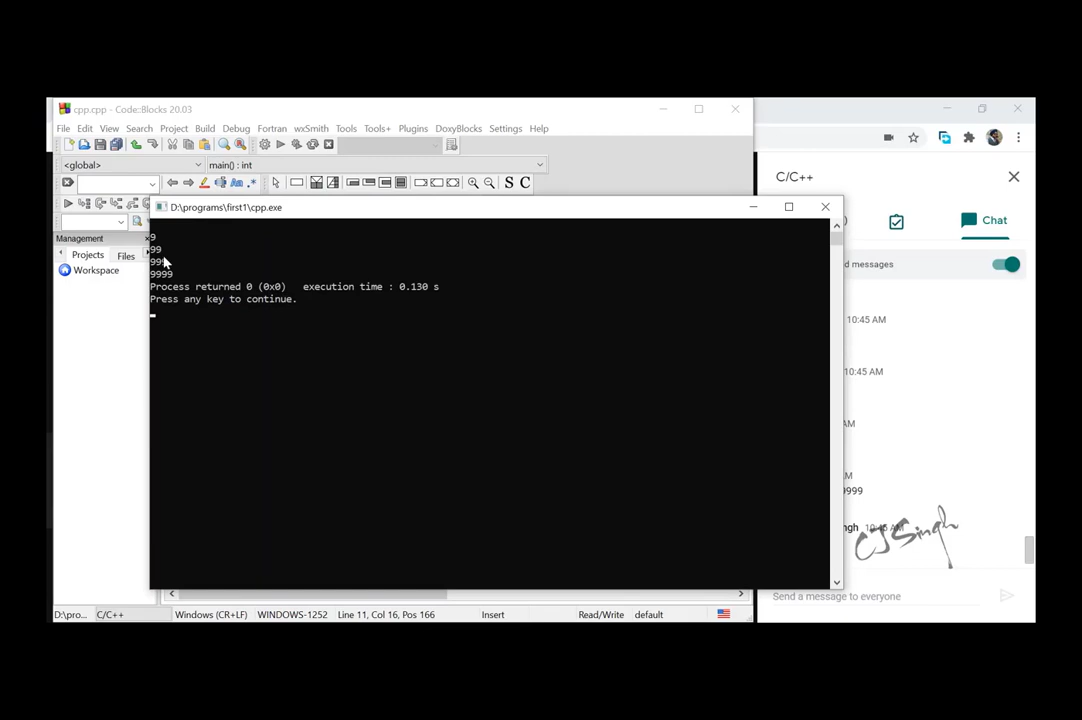 cpp.cpp - Code::Blocks 20.03
File Edit View Search Project Build Debug Fortran wxSmith Tools Tools+ Plugins DoxyBlocks Settings Help
<global>
main() : int
Aa
.*
S C
D:\programs\first1\cpp.exe
Management
Projects
Files
Workspace
9
99
999
9999
Process returned 0 (0x0)   execution time : 0.130 s
Press any key to continue.
D:\pro...
C/C++
Windows (CR+LF)
WINDOWS-1252
Line 11, Col 16, Pos 166
Insert
Read/Write
default
C/C++
Chat
messages
10:45 AM
10:45 AM
AM
9999
ngh
CJSingh
Send a message to everyone